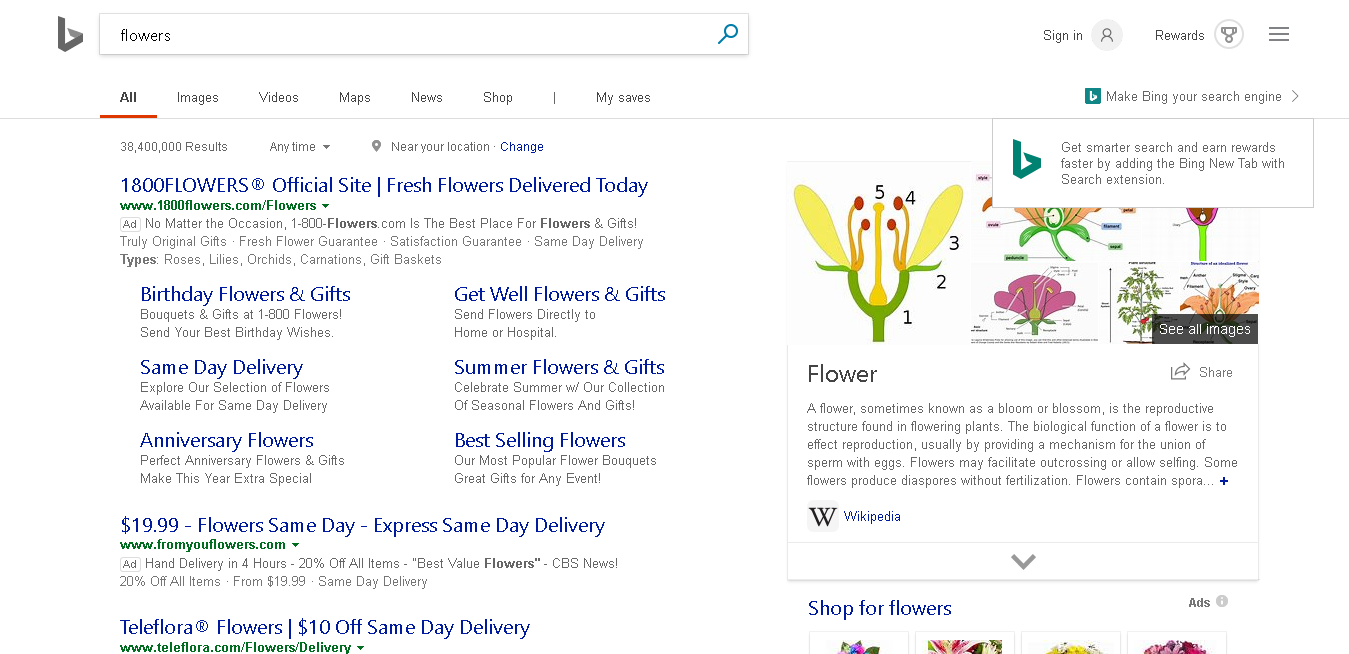 flowers
Sign in
Rewards
All
Images
Videos
Maps
News
Shop
|
My saves
Make Bing your search engine
Get smarter search and earn rewards
faster by adding the Bing New Tab with
Search extension.
38,400,000 Results
Any time
Near your location · Change
1800FLOWERS® Official Site | Fresh Flowers Delivered Today
www.1800flowers.com/Flowers
Ad No Matter the Occasion, 1-800-Flowers.com Is The Best Place For Flowers & Gifts!
Truly Original Gifts · Fresh Flower Guarantee · Satisfaction Guarantee · Same Day Delivery
Types: Roses, Lilies, Orchids, Carnations, Gift Baskets
Birthday Flowers & Gifts
Bouquets & Gifts at 1-800 Flowers!
Send Your Best Birthday Wishes.
Get Well Flowers & Gifts
Send Flowers Directly to
Home or Hospital.
Same Day Delivery
Explore Our Selection of Flowers
Available For Same Day Delivery
Summer Flowers & Gifts
Celebrate Summer w/ Our Collection
Of Seasonal Flowers And Gifts!
Anniversary Flowers
Perfect Anniversary Flowers & Gifts
Make This Year Extra Special
Best Selling Flowers
Our Most Popular Flower Bouquets
Great Gifts for Any Event!
$19.99 - Flowers Same Day - Express Same Day Delivery
www.fromyouflowers.com
Ad Hand Delivery in 4 Hours - 20% Off All Items - "Best Value Flowers" - CBS News!
20% Off All Items · From $19.99 · Same Day Delivery
Teleflora® Flowers | $10 Off Same Day Delivery
www.teleflora.com/Flowers/Delivery
5
4
3
2
1
style
ovule
peduncle
petal
filament
sepal
See all images
Flower
Share
A flower, sometimes known as a bloom or blossom, is the reproductive
structure found in flowering plants. The biological function of a flower is to
effect reproduction, usually by providing a mechanism for the union of
sperm with eggs. Flowers may facilitate outcrossing or allow selfing. Some
flowers produce diaspores without fertilization. Flowers contain spora... +
W Wikipedia
Shop for flowers
Ads